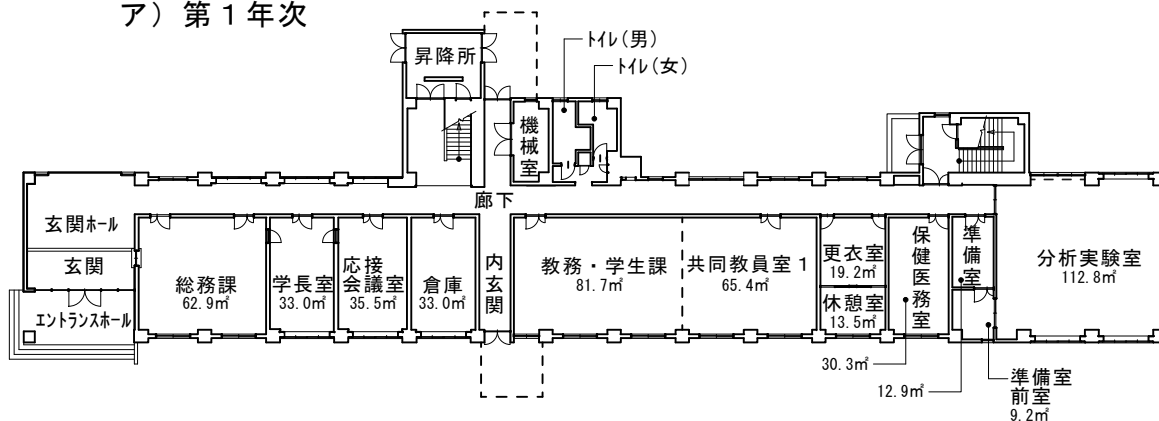 ア) 第1年次
トイレ(男)
トイレ(女)
昇降所
機械室
廊下
玄関ホール
玄関
エントランスホール
総務課
62.9㎡
学長室
33.0㎡
応接
会議室
35.5㎡
倉庫
33.0㎡
内玄関
教務・学生課
81.7㎡
共同教員室1
65.4㎡
更衣室
19.2㎡
休憩室
13.5㎡
保健医務室
30.3㎡
準備室
12.9㎡
準備室
前室
9.2㎡
分析実験室
112.8㎡